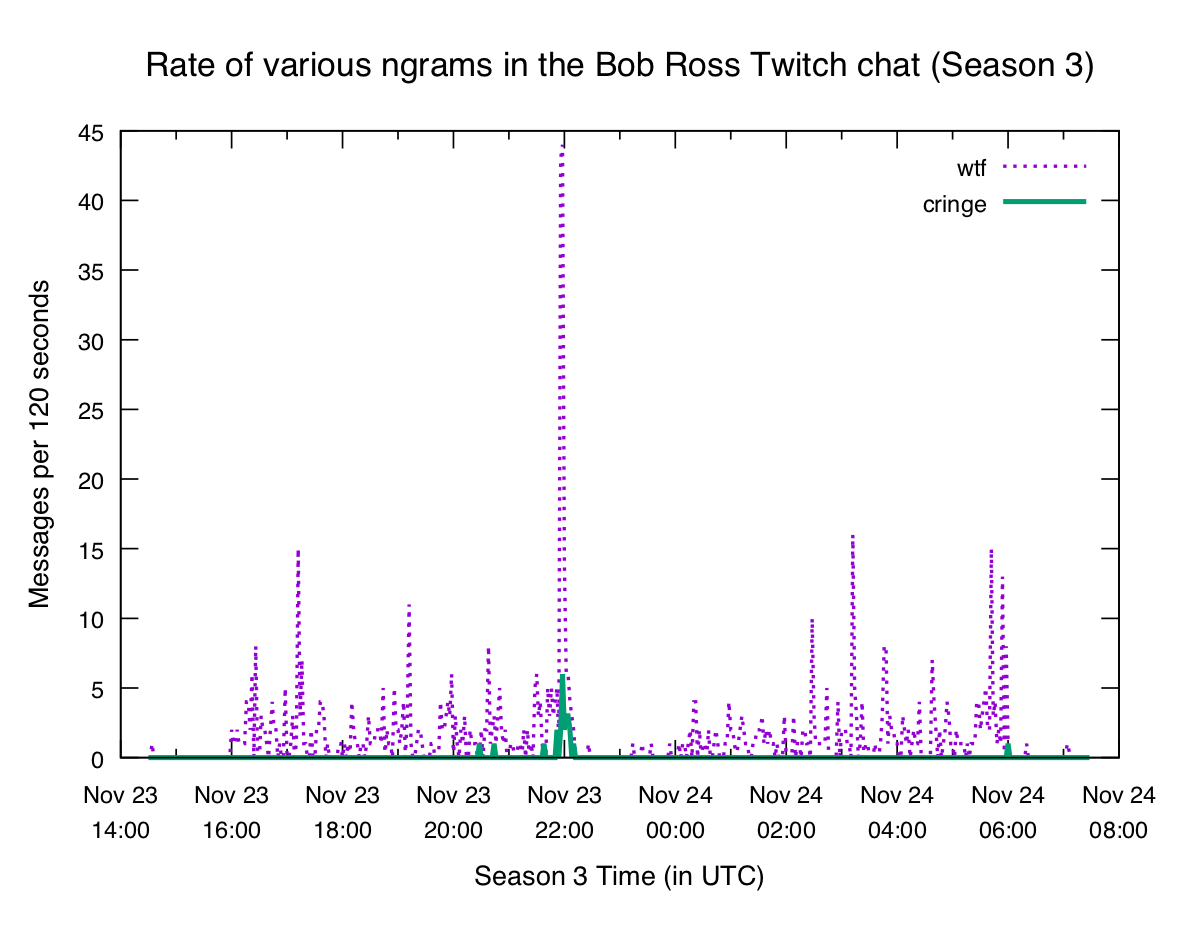 Rate of various ngrams in the Bob Ross Twitch chat (Season 3)
45
40
35
30
25
20
15
10
5
0
Messages per 120 seconds
wtf
cringe
Nov 23 Nov 23 Nov 23 Nov 23 Nov 23 Nov 24 Nov 24 Nov 24 Nov 24 Nov 24
14:00 16:00 18:00 20:00 22:00 00:00 02:00 04:00 06:00 08:00
Season 3 Time (in UTC)